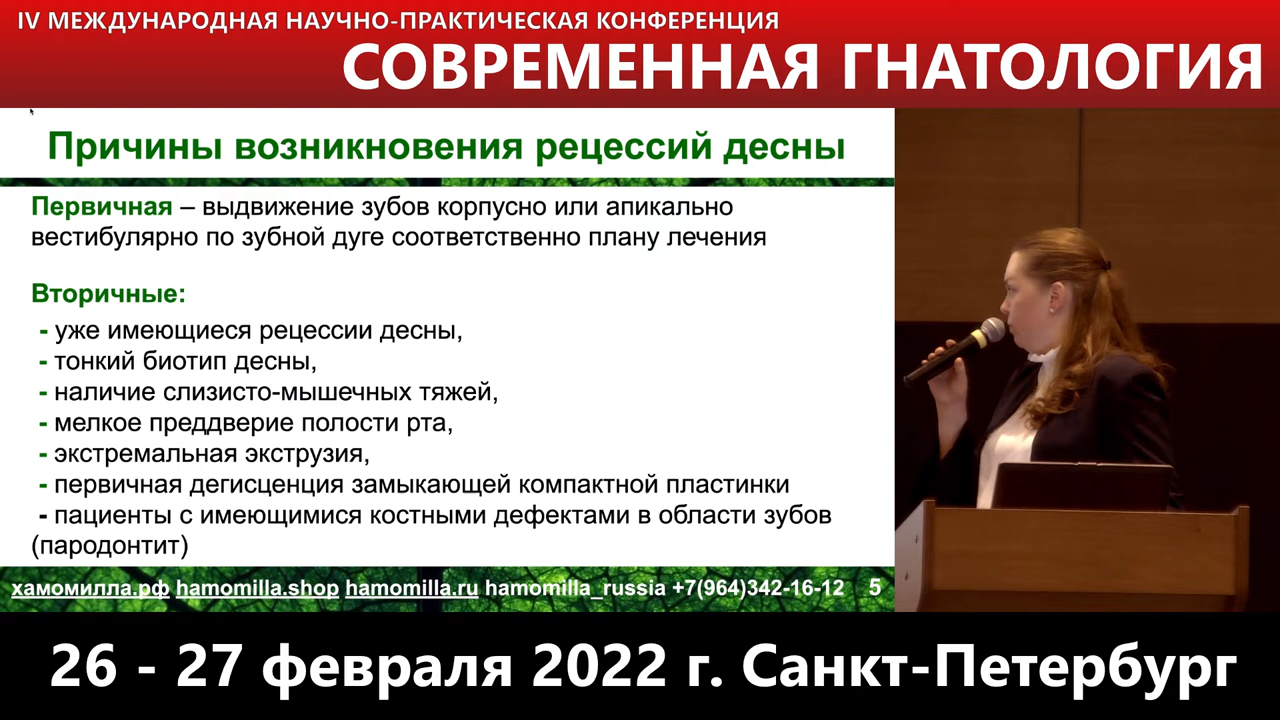 IV МЕЖДУНАРОДНАЯ НАУЧНО-ПРАКТИЧЕСКАЯ КОНФЕРЕНЦИЯ
СОВРЕМЕННАЯ ГНАТОЛОГИЯ
Причины возникновения рецессий десны
Первичная – выдвижение зубов корпусно или апикально
вестибулярно по зубной дуге соответственно плану лечения
Вторичные:
- уже имеющиеся рецессии десны,
- тонкий биотип десны,
- наличие слизисто-мышечных тяжей,
- мелкое преддверие полости рта,
- экстремальная экструзия,
- первичная дегисценция замыкающей компактной пластинки
- пациенты с имеющимися костными дефектами в области зубов
(пародонтит)
хамомилла.рф hamomilla.shop hamomilla.ru hamomilla_russia +7(964)342-16-12 5
26 - 27 февраля 2022 г. Санкт-Петербург